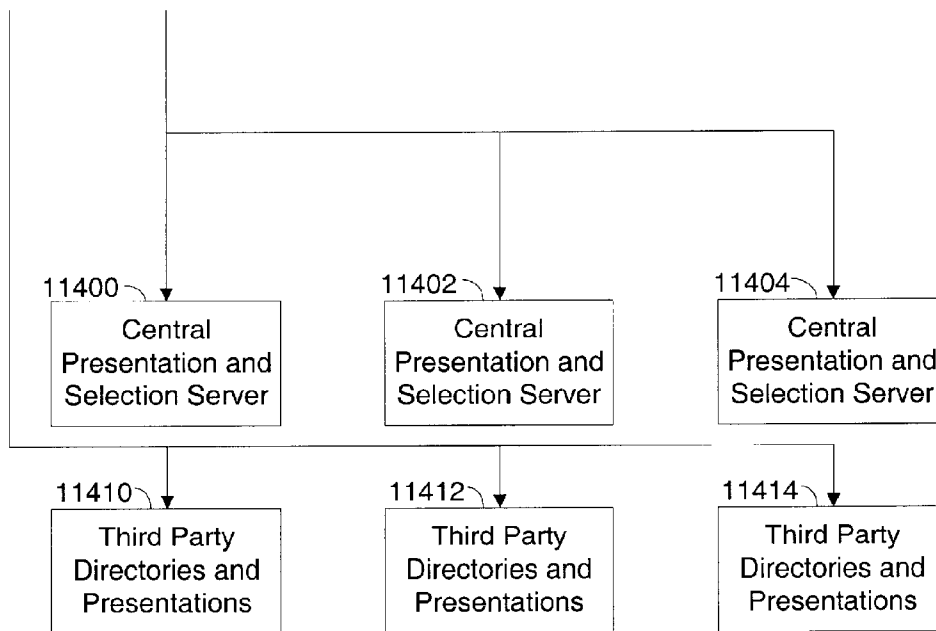 11400
11402
11404
Central
Presentation and
Selection Server
Central
Presentation and
Selection Server
Central
Presentation and
Selection Server
11410
11412
11414
Third Party
Directories and
Presentations
Third Party
Directories and
Presentations
Third Party
Directories and
Presentations